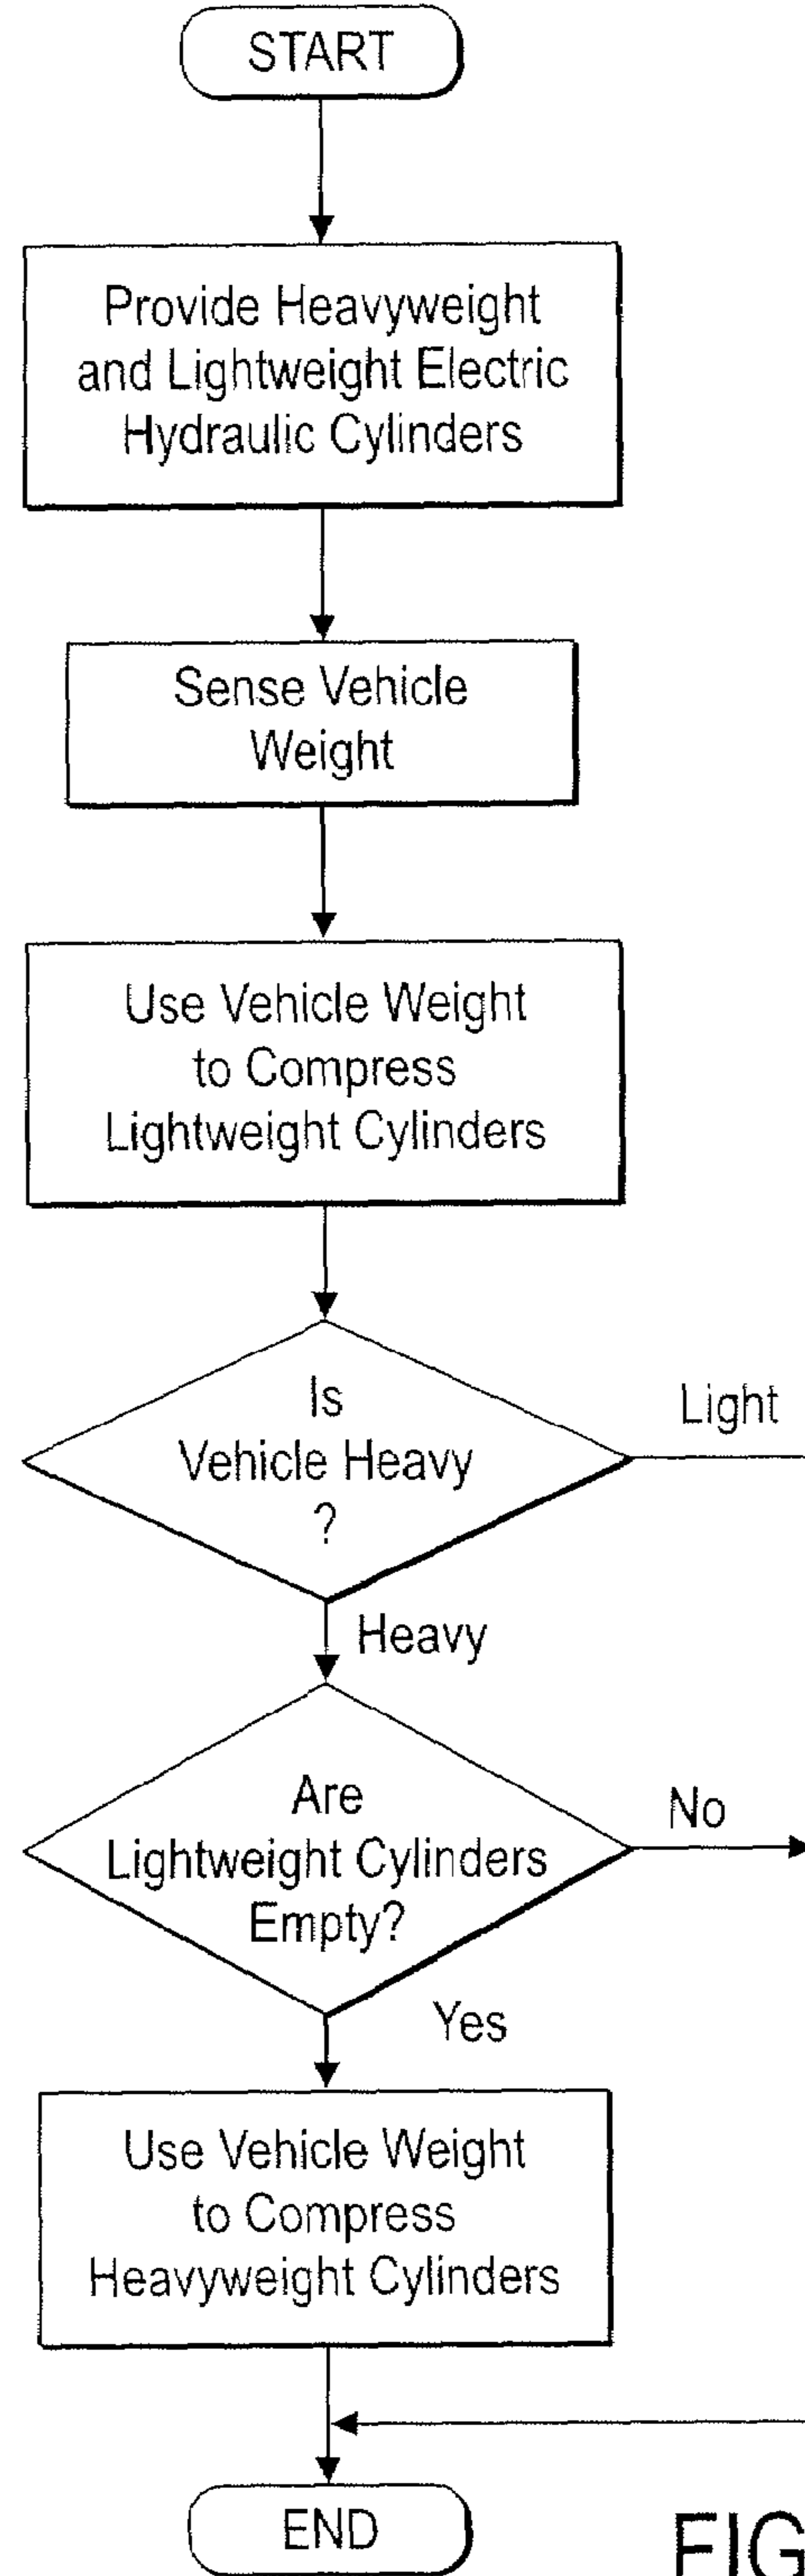 START
Provide Heavyweight
and Lightweight Electric
Hydraulic Cylinders
Sense Vehicle
Weight
Use Vehicle Weight
to Compress
Lightweight Cylinders
Is
Vehicle Heavy
?
Light
Heavy
Are
Lightweight Cylinders
Empty?
No
Yes
Use Vehicle Weight
to Compress
Heavyweight Cylinders
END
FIG